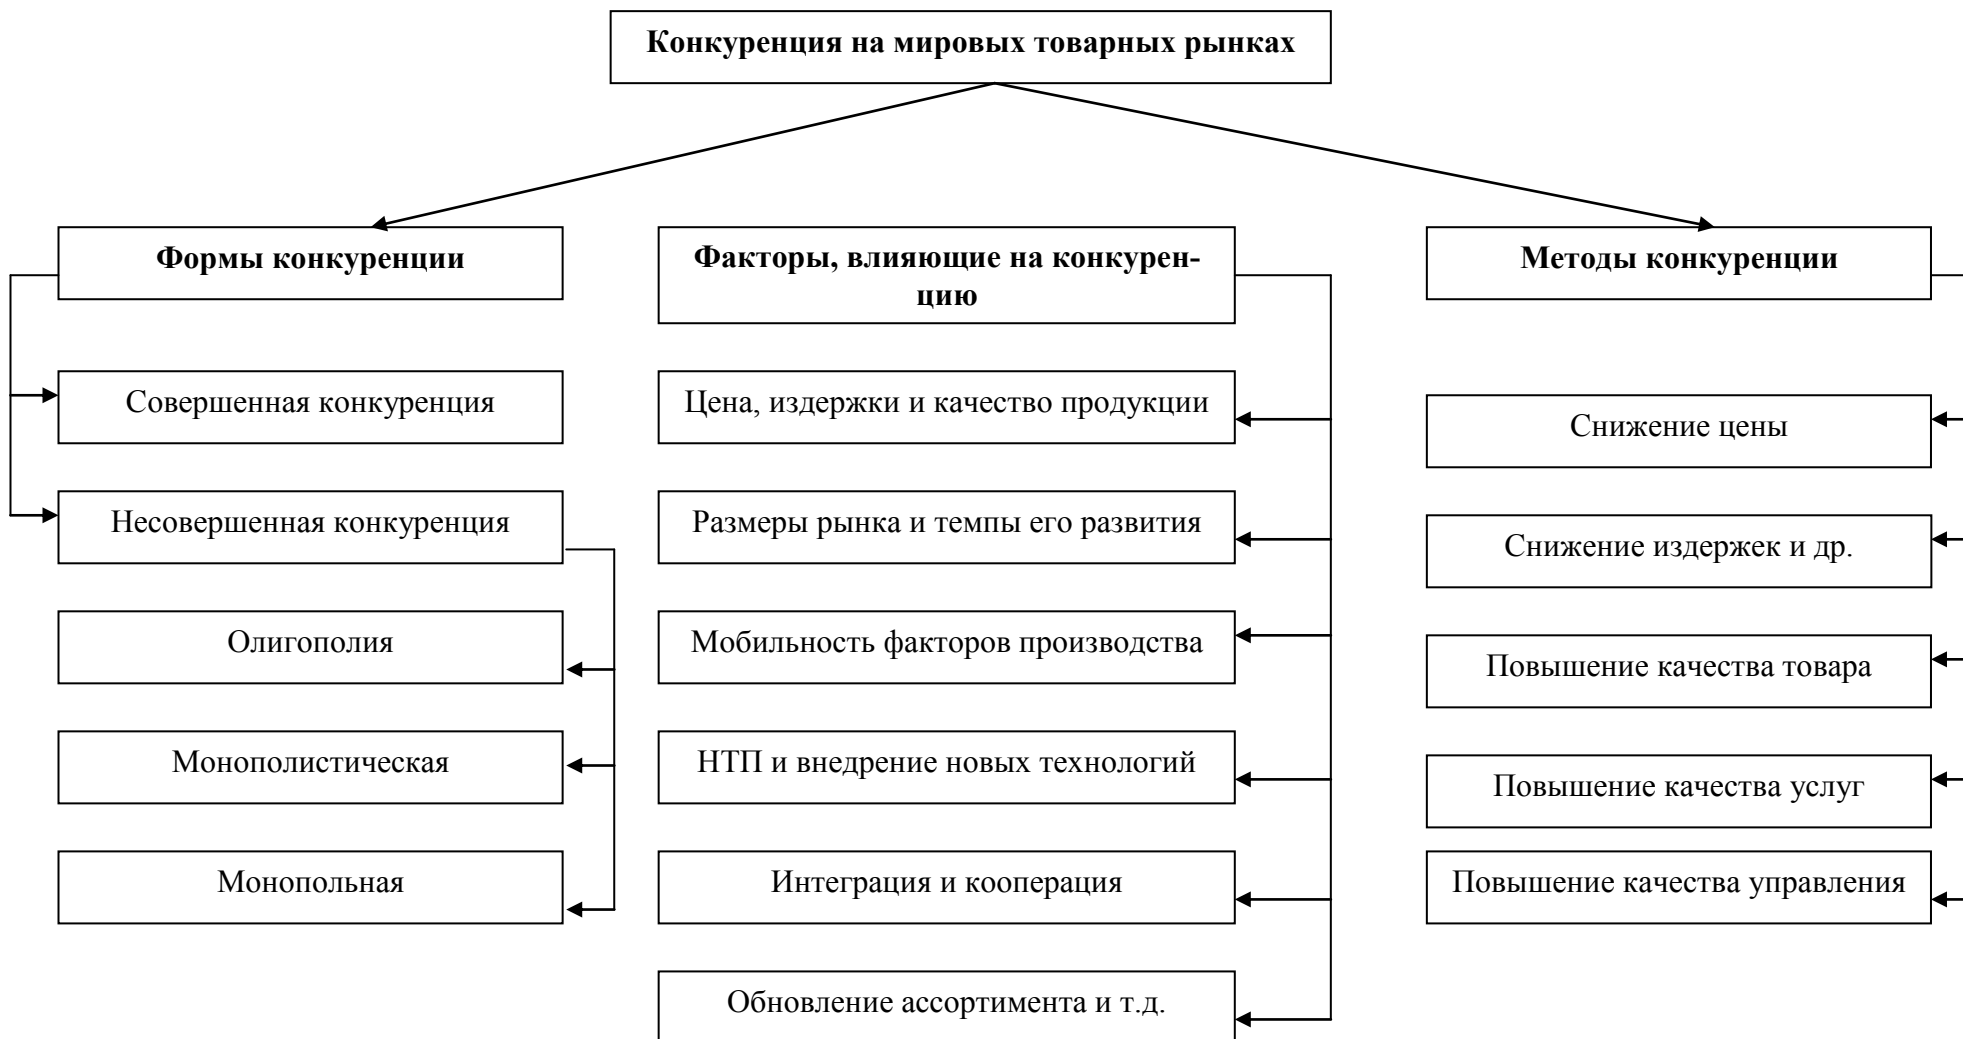 Конкуренция на мировых товарных рынках
Формы конкуренции
Совершенная конкуренция
Несовершенная конкуренция
Олигополия
Монополистическая
Монопольная
Факторы, влияющие на конкурен-
цию
Цена, издержки и качество продукции
Размеры рынка и темпы его развития
Мобильность факторов производства
НТП и внедрение новых технологий
Интеграция и кооперация
Обновление ассортимента и т.д.
Методы конкуренции
Снижение цены
Снижение издержек и др.
Повышение качества товара
Повышение качества услуг
Повышение качества управления